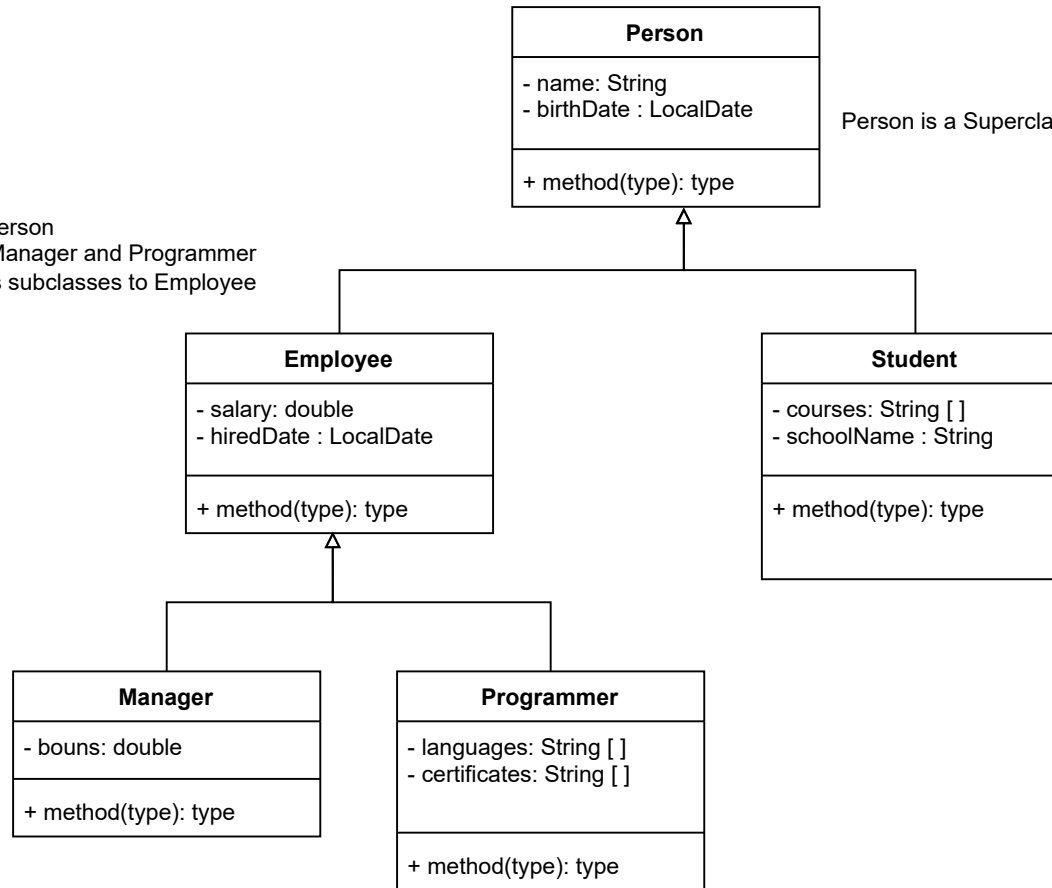 Person
- name: String
- birthDate : LocalDate
+ method(type): type
Person is a
Manager and Programmer
subclasses to Employee
Employee
- salary: double
- hiredDate : LocalDate
+ method(type): type
Student
- courses: String [ ]
- schoolName : String
+ method(type): type
Manager
- bouns: double
+ method(type): type
Programmer
- languages: String [ ]
- certificates: String [ ]
+ method(type): type